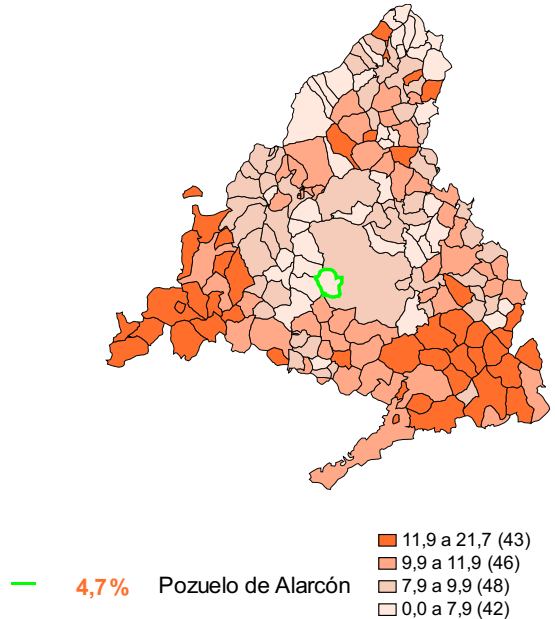 11,9 a 21,7 (43)
9,9 a 11,9 (46)
7,9 a 9,9 (48)
0,0 a 7,9 (42)
4,7% Pozuelo de Alarcón